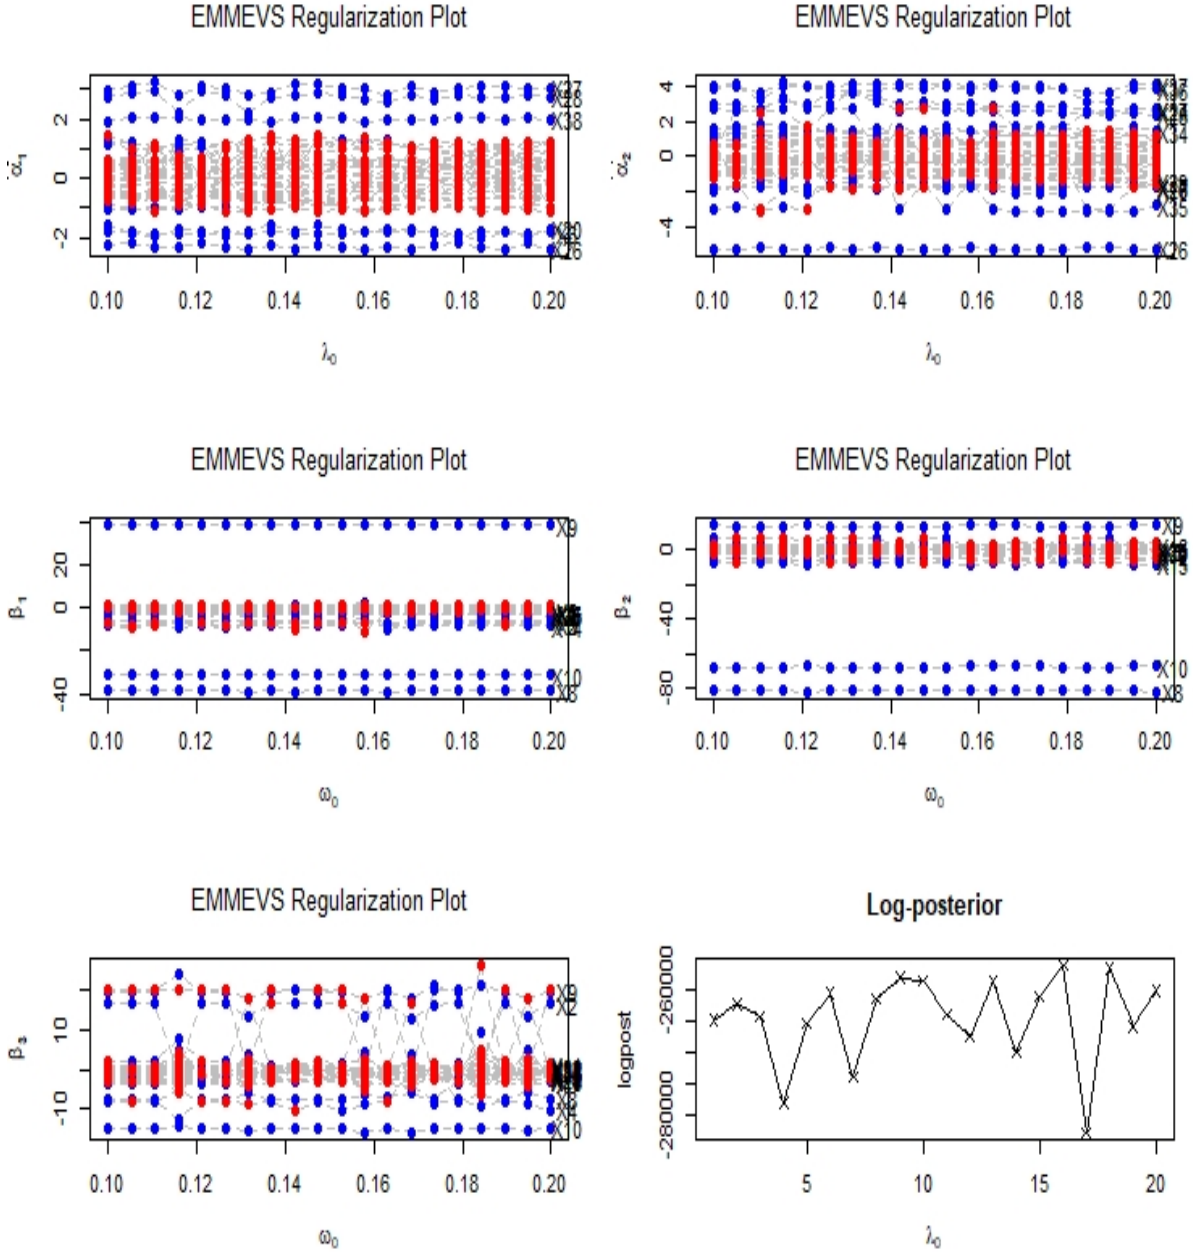 EMMEVS Regularization Plot
α₁
2
0
-2
X38
X26
0.10 0.12 0.14 0.16 0.18 0.20
λ₀
EMMEVS Regularization Plot
α₂
4
2
0
-4
X34
X35
X26
0.10 0.12 0.14 0.16 0.18 0.20
λ₀
EMMEVS Regularization Plot
β₁
20
0
-40
X9
X10
X8
0.10 0.12 0.14 0.16 0.18 0.20
ω₀
EMMEVS Regularization Plot
β₂
0
-40
-80
X9
X10
X8
0.10 0.12 0.14 0.16 0.18 0.20
ω₀
EMMEVS Regularization Plot
β₃
10
-10
X9
X2
X10
0.10 0.12 0.14 0.16 0.18 0.20
ω₀
Log-posterior
logpost
-260000
-280000
5 10 15 20
λ₀